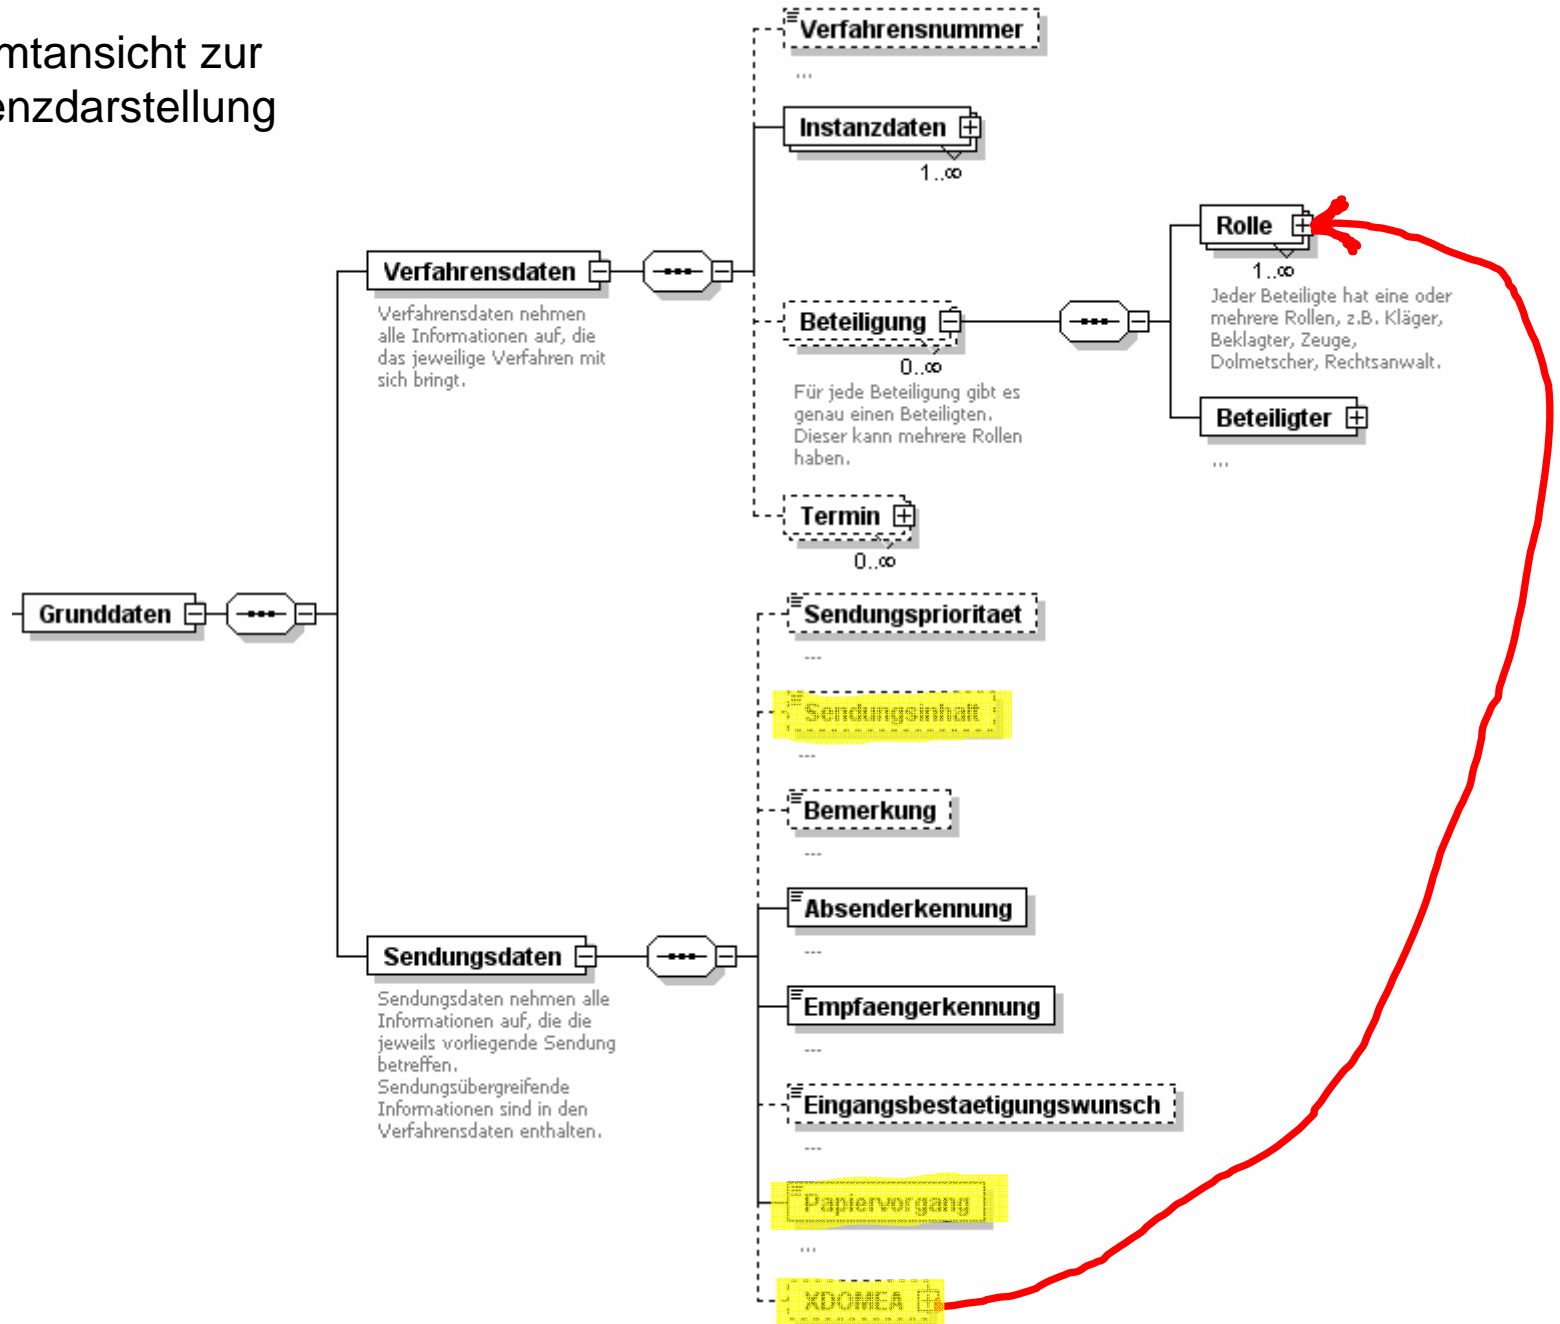 mtansicht zur
enzdarstellung
Verfahrensnummer
...
Instanzdaten
1..∞
Rolle
1..∞
Jeder Beteiligte hat eine oder
mehrere Rollen, z.B. Kläger,
Beklagter, Zeuge,
Dolmetscher, Rechtsanwalt.
Verfahrensdaten
Verfahrensdaten nehmen
alle Informationen auf, die
das jeweilige Verfahren mit
sich bringt.
Beteiligung
0..∞
Für jede Beteiligung gibt es
genau einen Beteiligten.
Dieser kann mehrere Rollen
haben.
Beteiligter
...
Termin
0..∞
Grunddaten
Sendungsprioritaet
---
Sendungsinhalt
---
Bemerkung
---
Absenderkennung
---
Sendungsdaten
Sendungsdaten nehmen alle
Informationen auf, die die
jeweils vorliegende Sendung
betreffen.
Sendungsübergreifende
Informationen sind in den
Verfahrensdaten enthalten.
Empfaengerkennung
---
Eingangsbestaetigungswunsch
---
Papiervorgang
...
XDOMEA